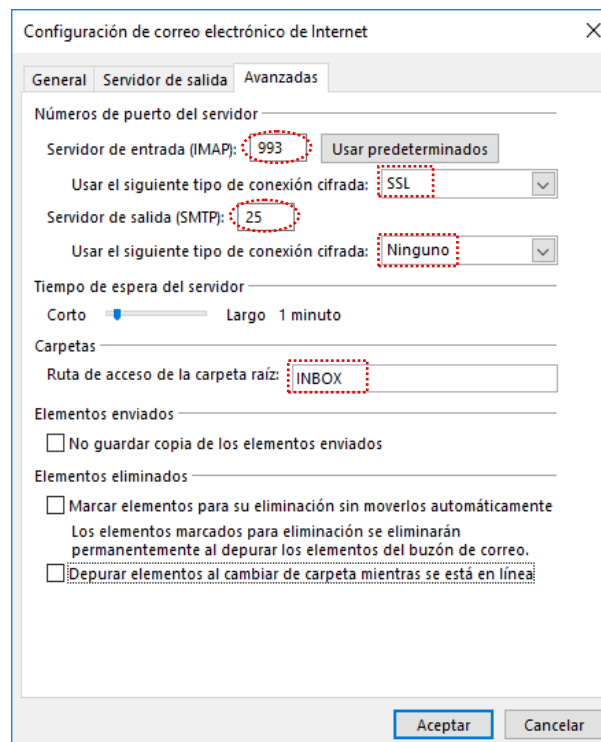 Configuración de correo electrónico de Internet
General Servidor de salida Avanzadas
Números de puerto del servidor
Servidor de entrada (IMAP): 993 Usar predeterminados
Usar el siguiente tipo de conexión cifrada: SSL
Servidor de salida (SMTP): 25
Usar el siguiente tipo de conexión cifrada: Ninguno
Tiempo de espera del servidor
Corto Largo 1 minuto
Carpetas
Ruta de acceso de la carpeta raíz: INBOX
Elementos enviados
No guardar copia de los elementos enviados
Elementos eliminados
Marcar elementos para su eliminación sin moverlos automáticamente
Los elementos marcados para eliminación se eliminarán
permanentemente al depurar los elementos del buzón de correo.
Depurar elementos al cambiar de carpeta mientras se está en línea
Aceptar Cancelar